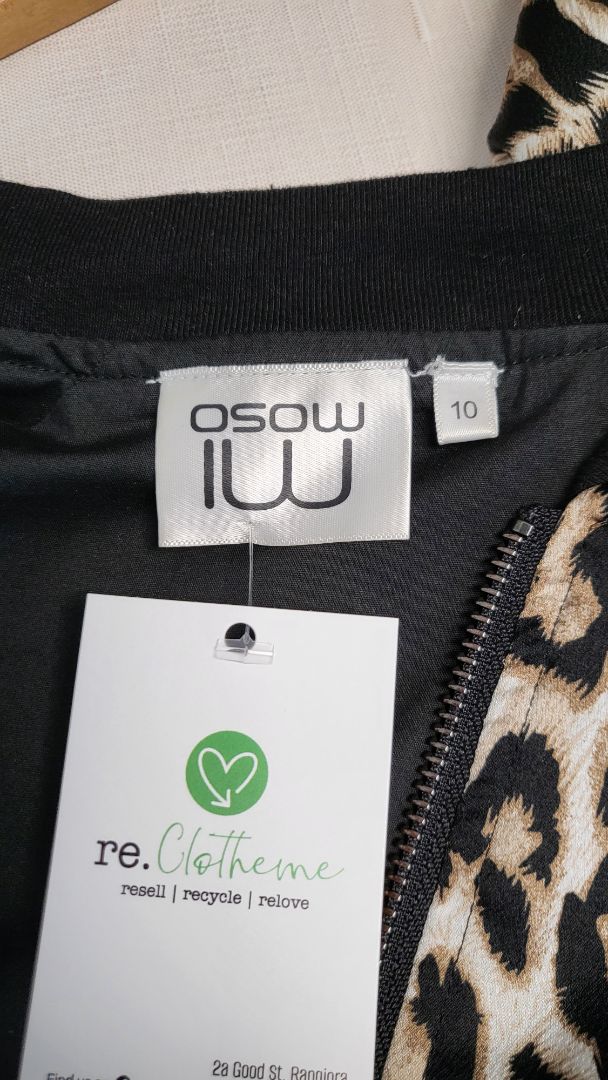 osow
IW
10
re.Clotheme
resell | recycle | relove
2a Good St, Rangiora